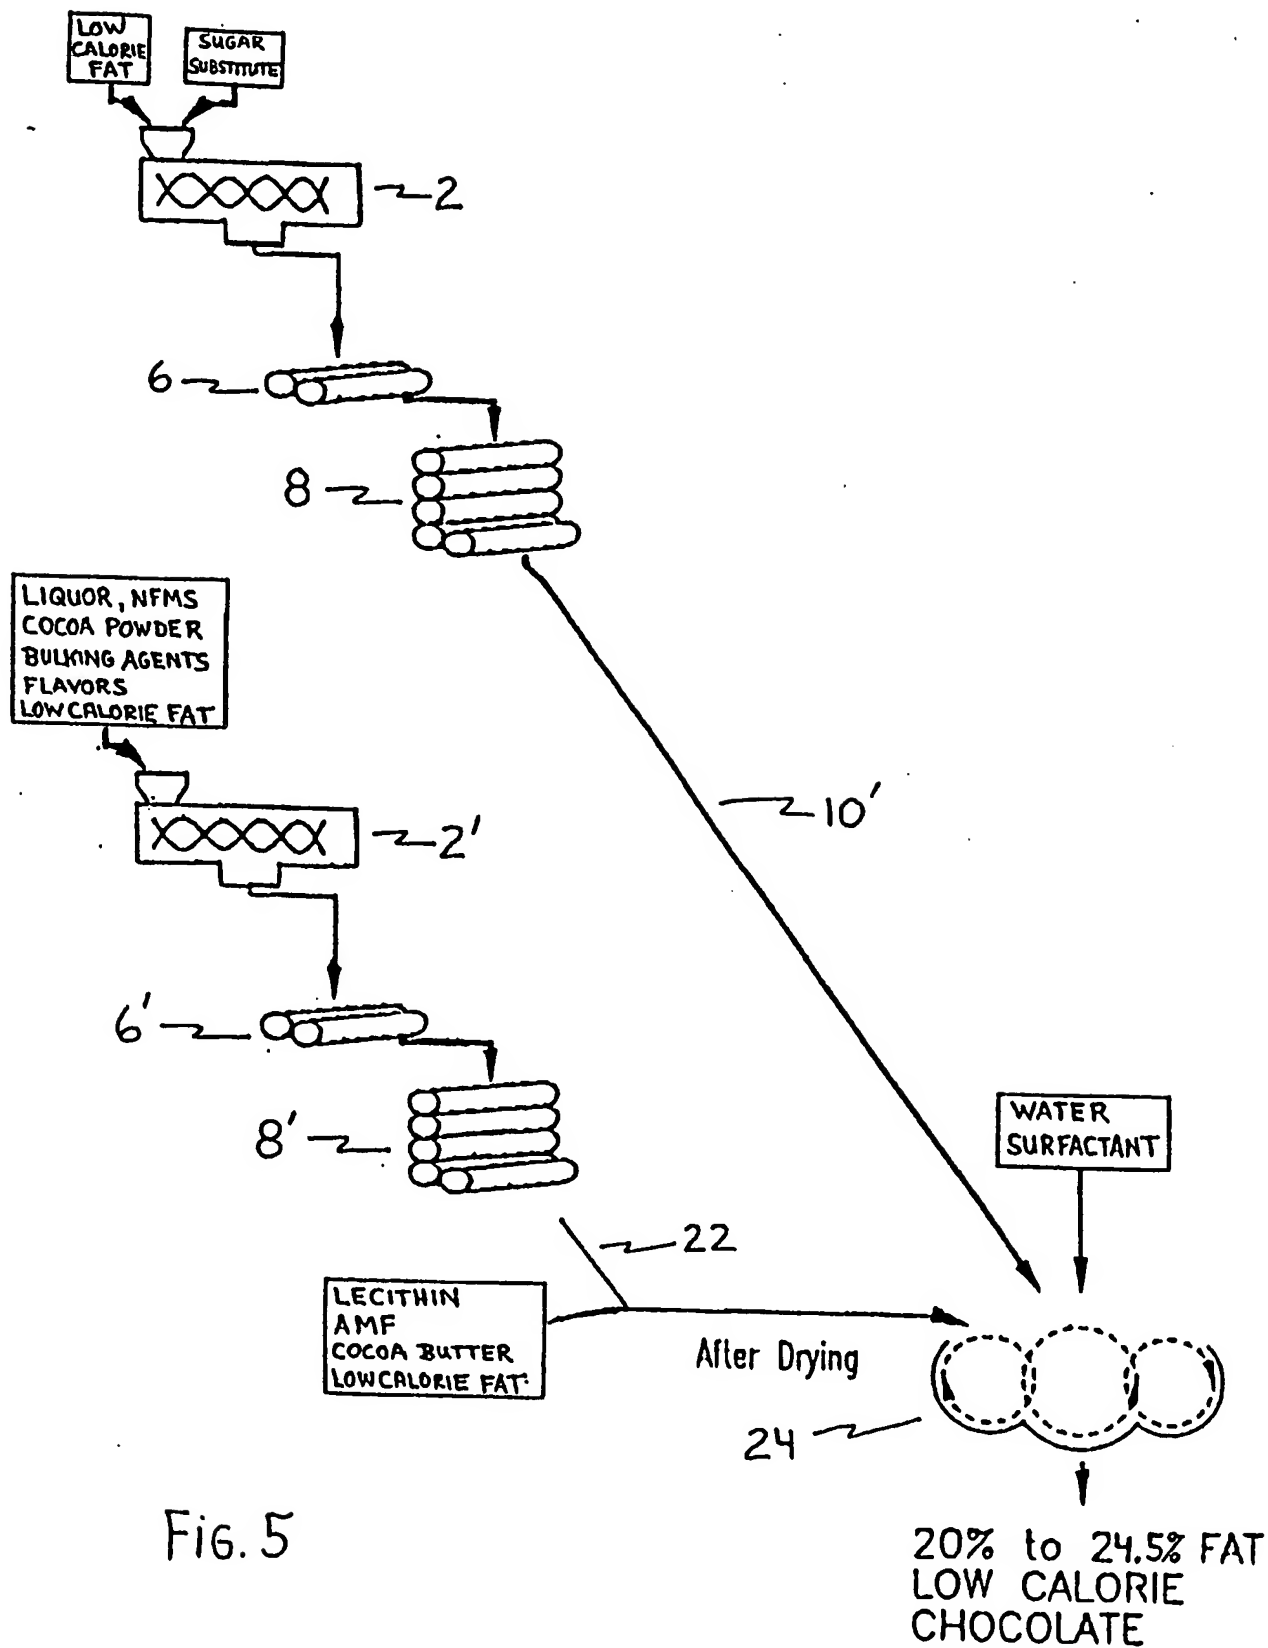 LOW
CALORIE
FAT
SUGAR
SUBSTITUTE
2
6
8
LIQUOR, NFMS
COCOA POWDER
BULKING AGENTS
FLAVORS
LOW CALORIE FAT
10'
2'
6'
8'
WATER
SURFACTANT
22
LECITHIN
AMF
COCOA BUTTER
LOW CALORIE FAT
After Drying
24
FIG. 5
20% to 24.5% FAT
LOW CALORIE
CHOCOLATE